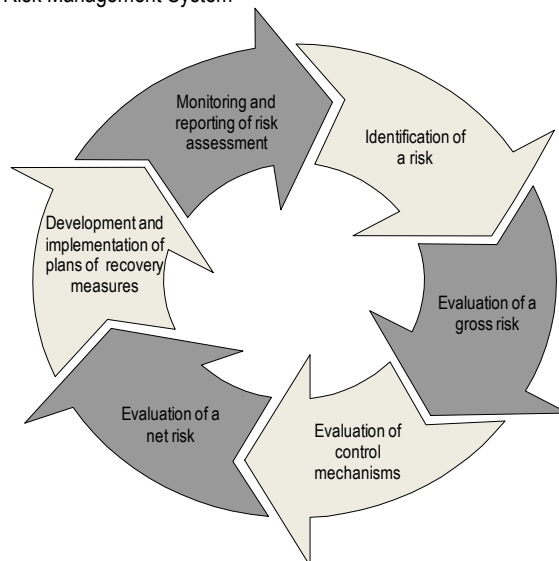 Risk Management System
Monitoring and
reporting of risk
assessment
Identification of
a risk
Evaluation of a
gross risk
Evaluation of
control
mechanisms
Evaluation of a
net risk
Development and
implementation of
plans of recovery
measures